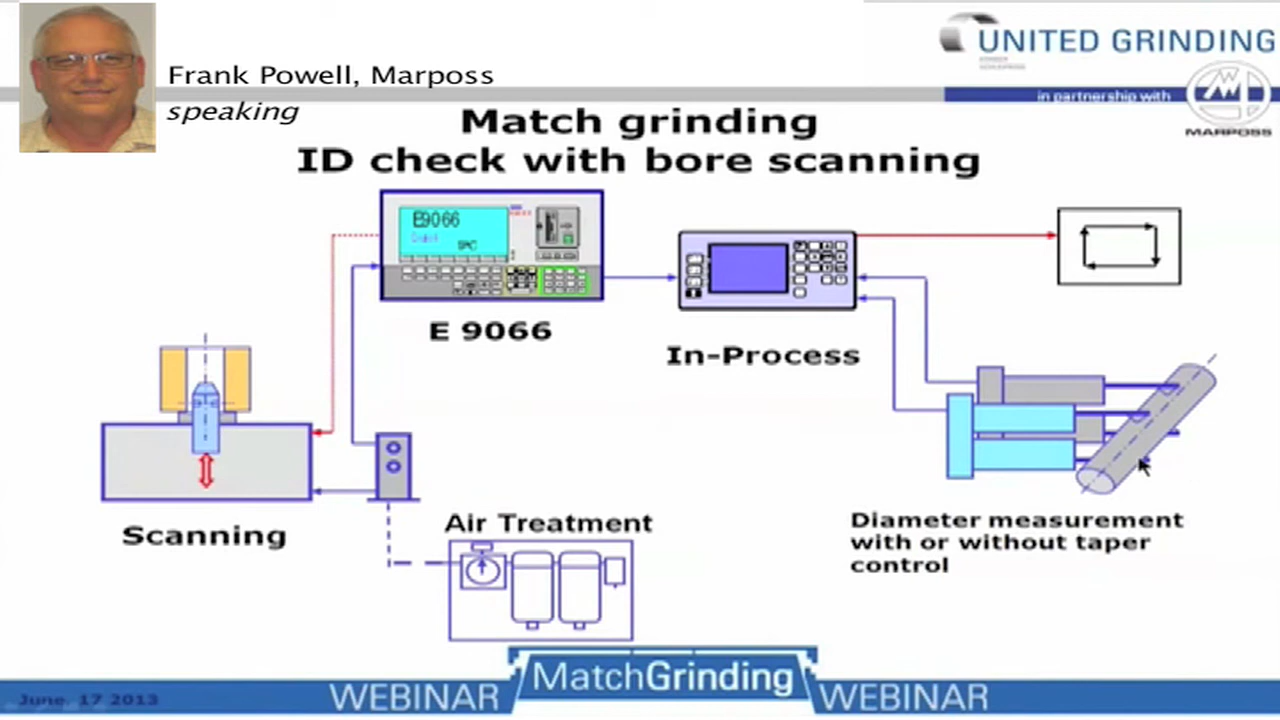 Frank Powell, Marposs
speaking
UNITED GRINDING
in partnership with
MARPOSS
Match grinding
ID check with bore scanning
E9066
E 9066
In-Process
Scanning
Air Treatment
Diameter measurement
with or without taper
control
June. 17 2013
WEBINAR
MatchGrinding
WEBINAR